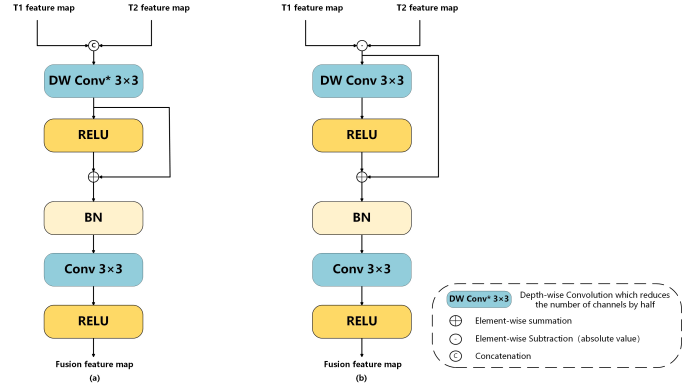 T1 feature map
T2 feature map
C
DW Conv* 3×3
RELU
BN
Conv 3×3
RELU
Fusion feature map
(a)
T1 feature map
T2 feature map
-
DW Conv 3×3
RELU
BN
Conv 3×3
RELU
Fusion feature map
(b)
DW Conv* 3×3
Depth-wise Convolution which reduces
the number of channels by half
Element-wise summation
-
Element-wise Subtraction（absolute value）
C
Concatenation